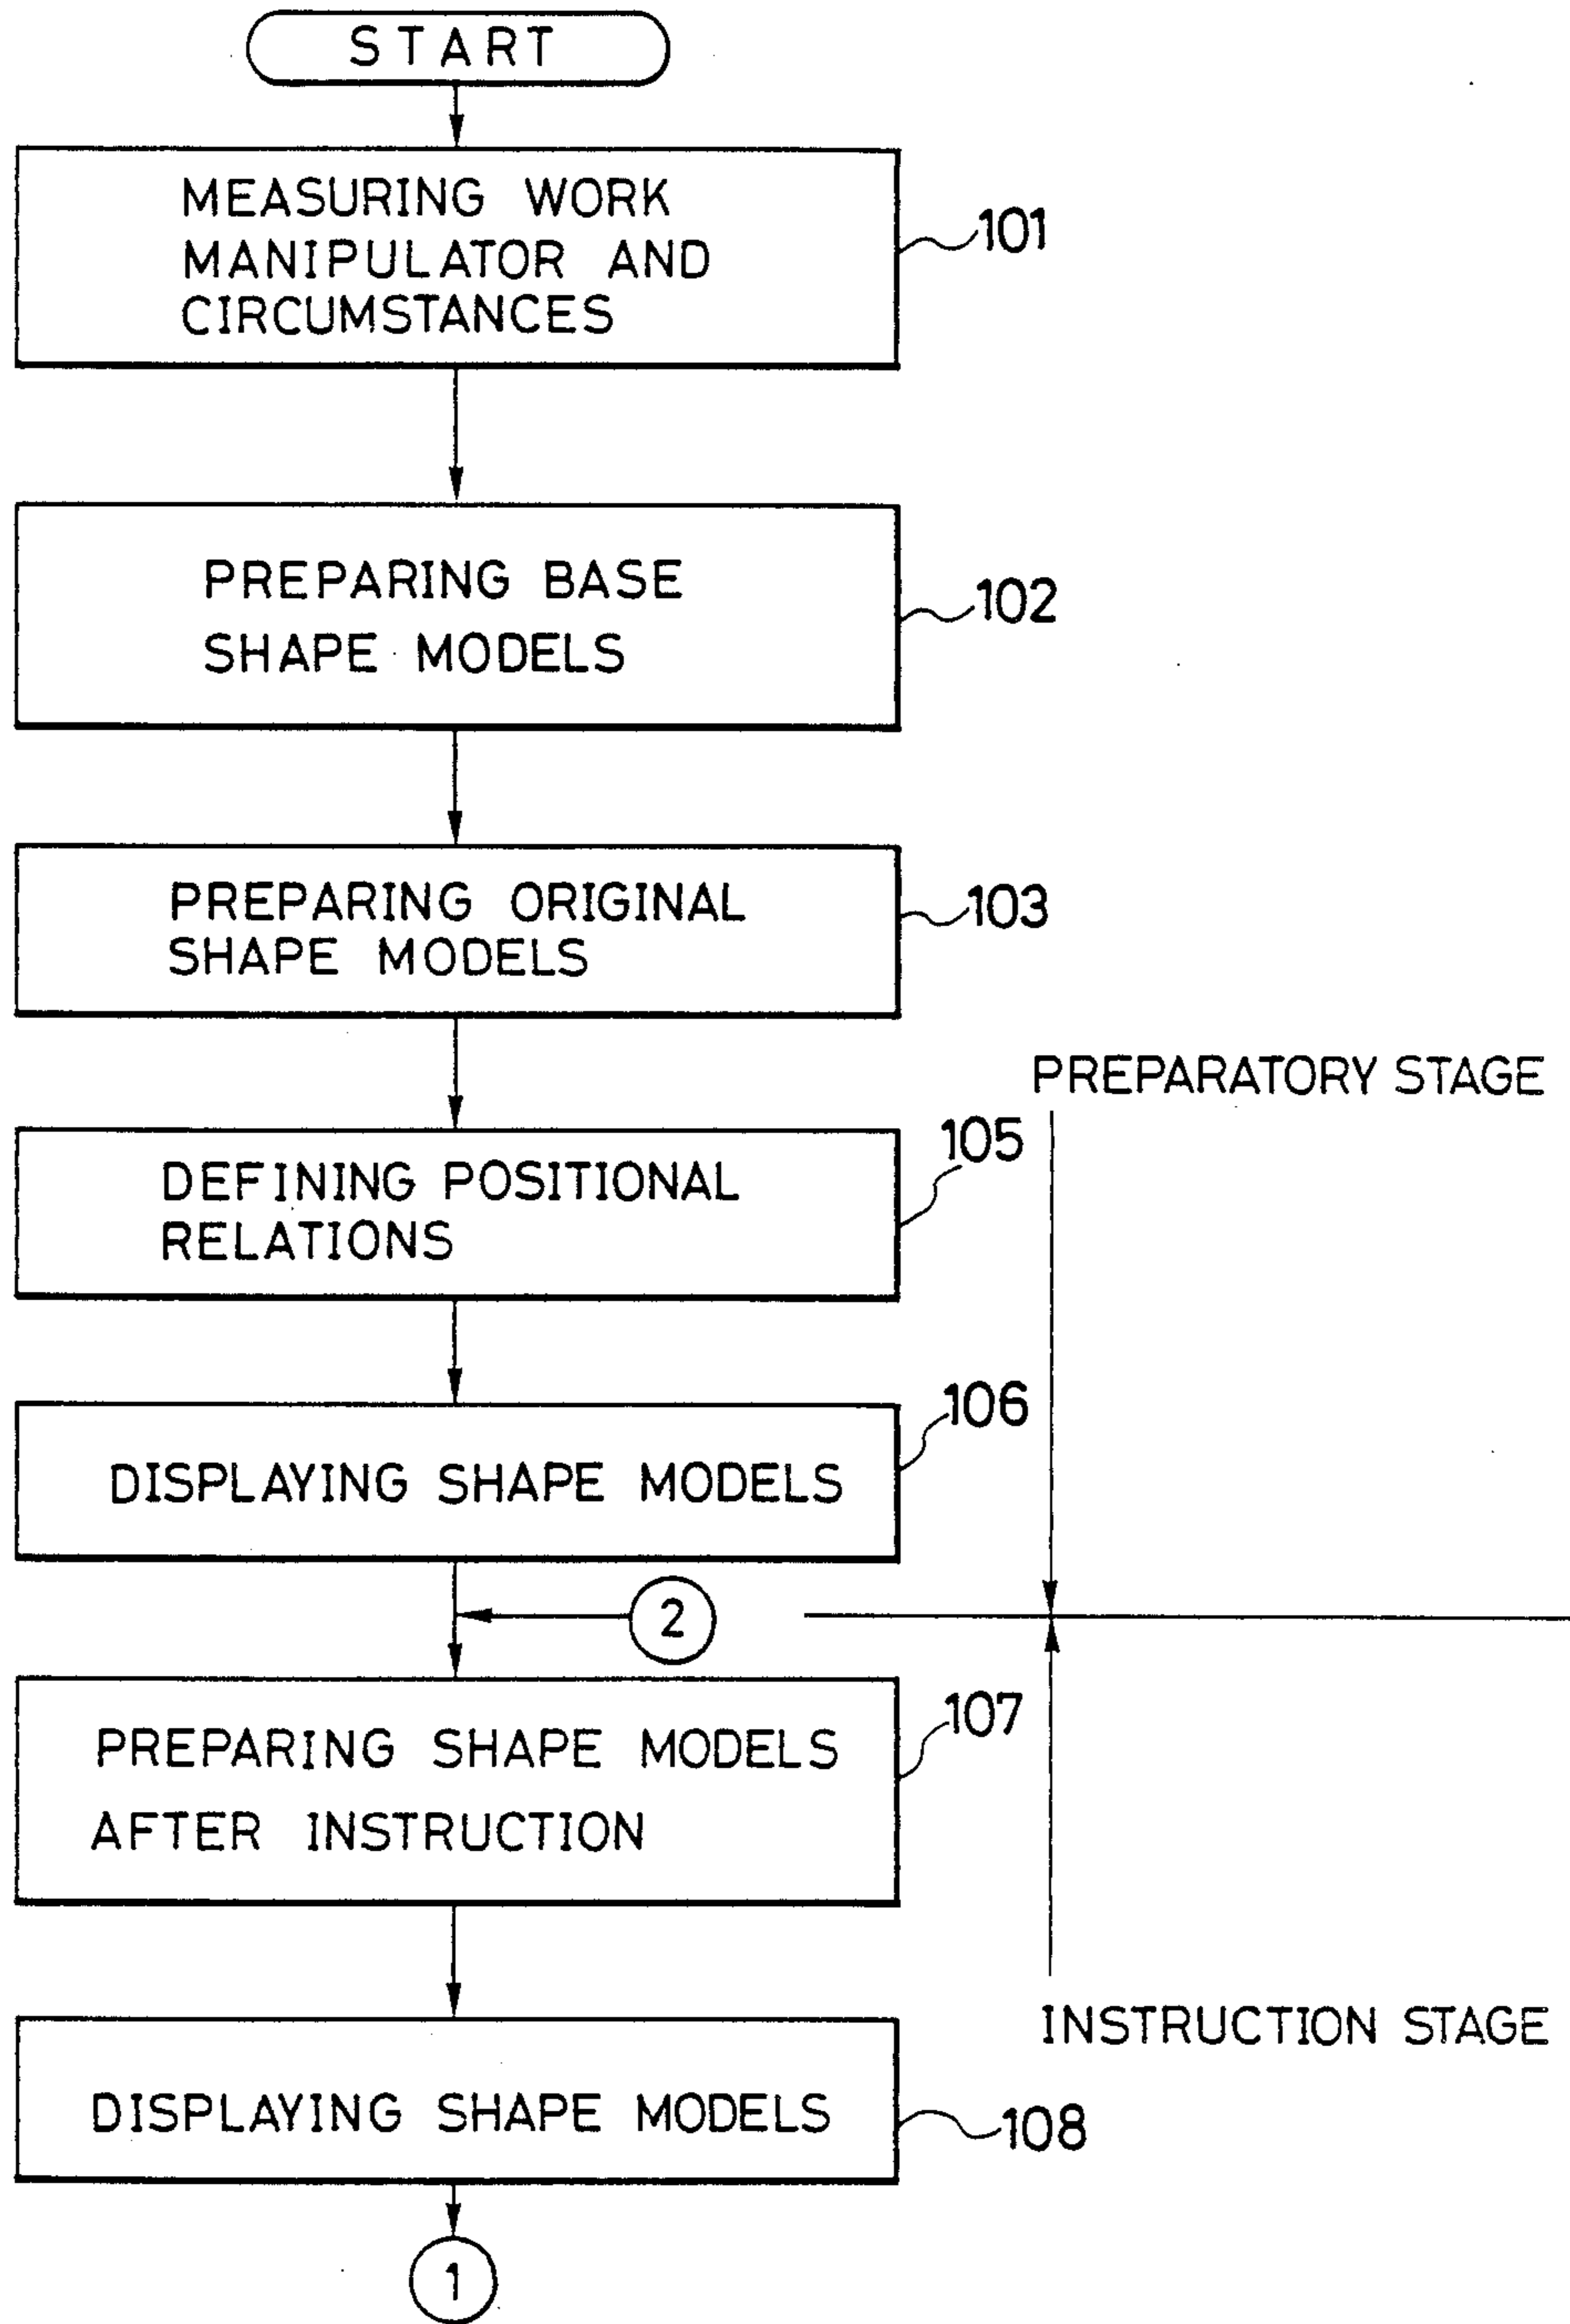 START
MEASURING WORK
MANIPULATOR AND
CIRCUMSTANCES
101
PREPARING BASE
SHAPE MODELS
102
PREPARING ORIGINAL
SHAPE MODELS
103
PREPARATORY STAGE
DEFINING POSITIONAL
RELATIONS
105
DISPLAYING SHAPE MODELS
106
2
PREPARING SHAPE MODELS
AFTER INSTRUCTION
107
INSTRUCTION STAGE
DISPLAYING SHAPE MODELS
108
1